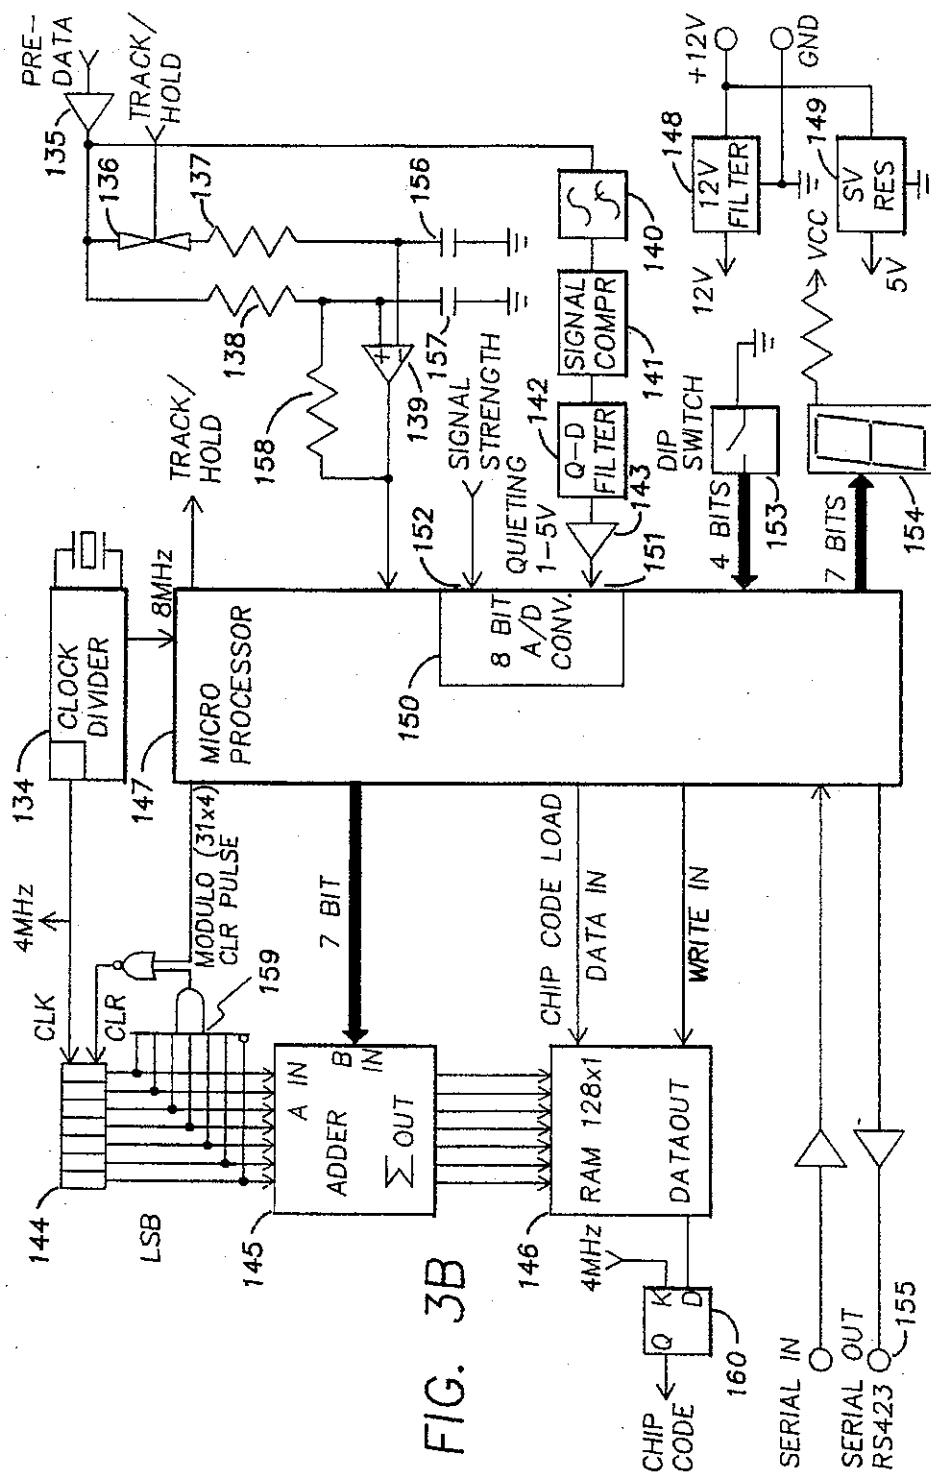 PRE-
DATA
135
TRACK/
HOLD
136
137
156
138
157
158
139
TRACK/
HOLD
SIGNAL
STRENGTH
QUIETING
1-5V
152
151
140
SIGNAL
COMPR
141
142
Q-D
FILTER
143
DIP
SWITCH
4 BITS
153
7 BITS
154
VCC
+12V
GND
148
12V
FILTER
12V
149
5V
RES
5V
134
CLOCK
DIVIDER
8MHz
4MHz
147
MICRO
PROCESSOR
150
8 BIT
A/D
CONV.
MODULO (31x4)
CLR PULSE
CLK
CLR
159
144
LSB
7 BIT
A IN
B
IN
ADDER
Σ OUT
145
CHIP CODE LOAD
DATA IN
WRITE IN
RAM 128x1
DATAOUT
146
4MHz
K
D
Q
160
CHIP
CODE
SERIAL IN
SERIAL OUT
RS423
155
FIG. 3B